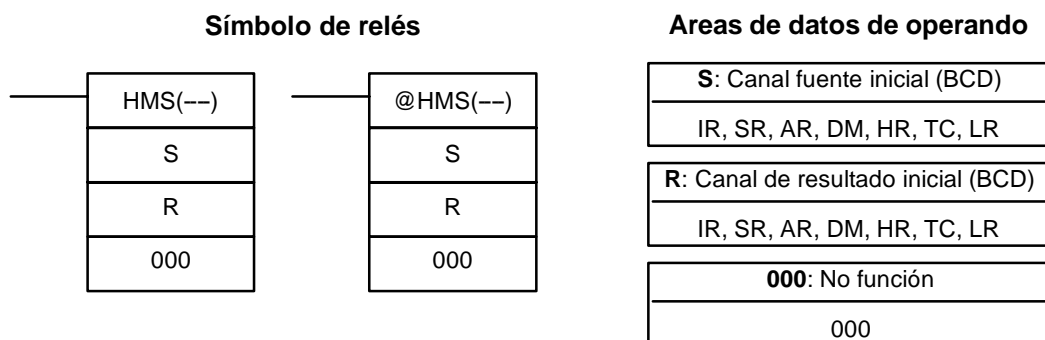 Símbolo de relés
HMS(−−)
S
R
000
@HMS(−−)
S
R
000
Areas de datos de operando
S: Canal fuente inicial (BCD)
IR, SR, AR, DM, HR, TC, LR
R: Canal de resultado inicial (BCD)
IR, SR, AR, DM, HR, TC, LR
000: No función
000